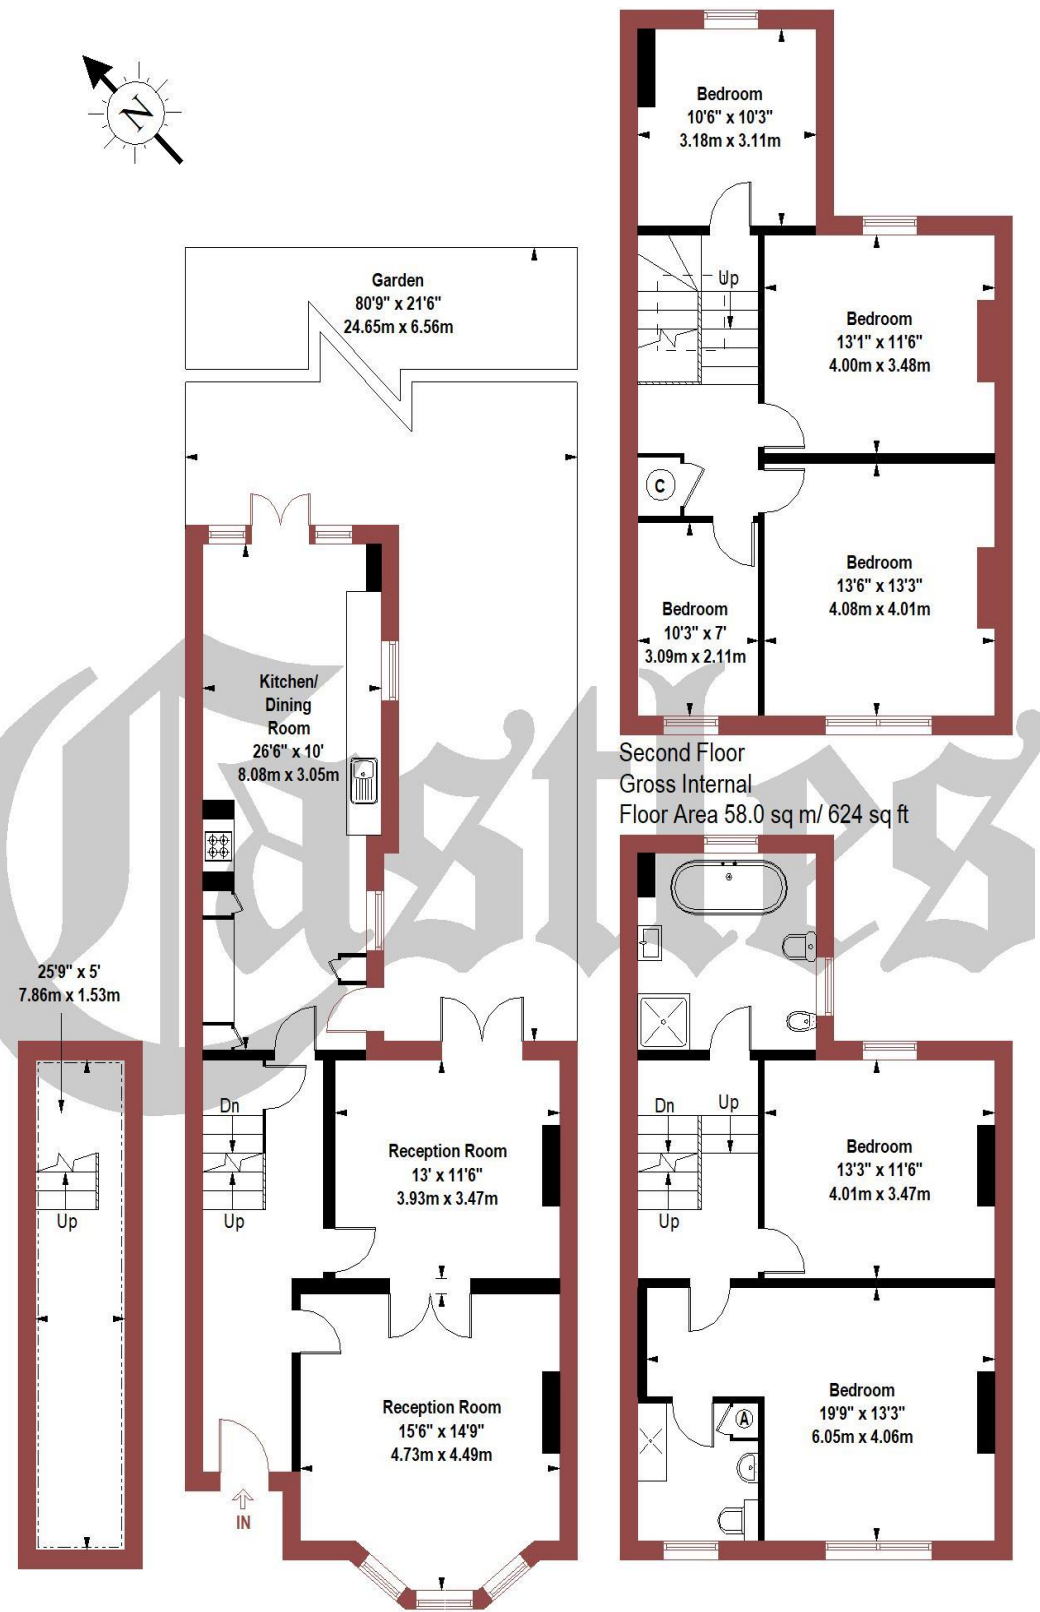 N
Bedroom
10'6" x 10'3"
3.18m x 3.11m
Up
Bedroom
13'1" x 11'6"
4.00m x 3.48m
C
Bedroom
13'6" x 13'3"
4.08m x 4.01m
Bedroom
10'3" x 7'
3.09m x 2.11m
Second Floor
Gross Internal
Floor Area 58.0 sq m/ 624 sq ft
Garden
80'9" x 21'6"
24.65m x 6.56m
Kitchen/
Dining
Room
26'6" x 10'
8.08m x 3.05m
Castles
25'9" x 5'
7.86m x 1.53m
Up
Dn
Up
Reception Room
13' x 11'6"
3.93m x 3.47m
Reception Room
15'6" x 14'9"
4.73m x 4.49m
IN
Dn
Up
Up
Bedroom
13'3" x 11'6"
4.01m x 3.47m
Bedroom
19'9" x 13'3"
6.05m x 4.06m
A